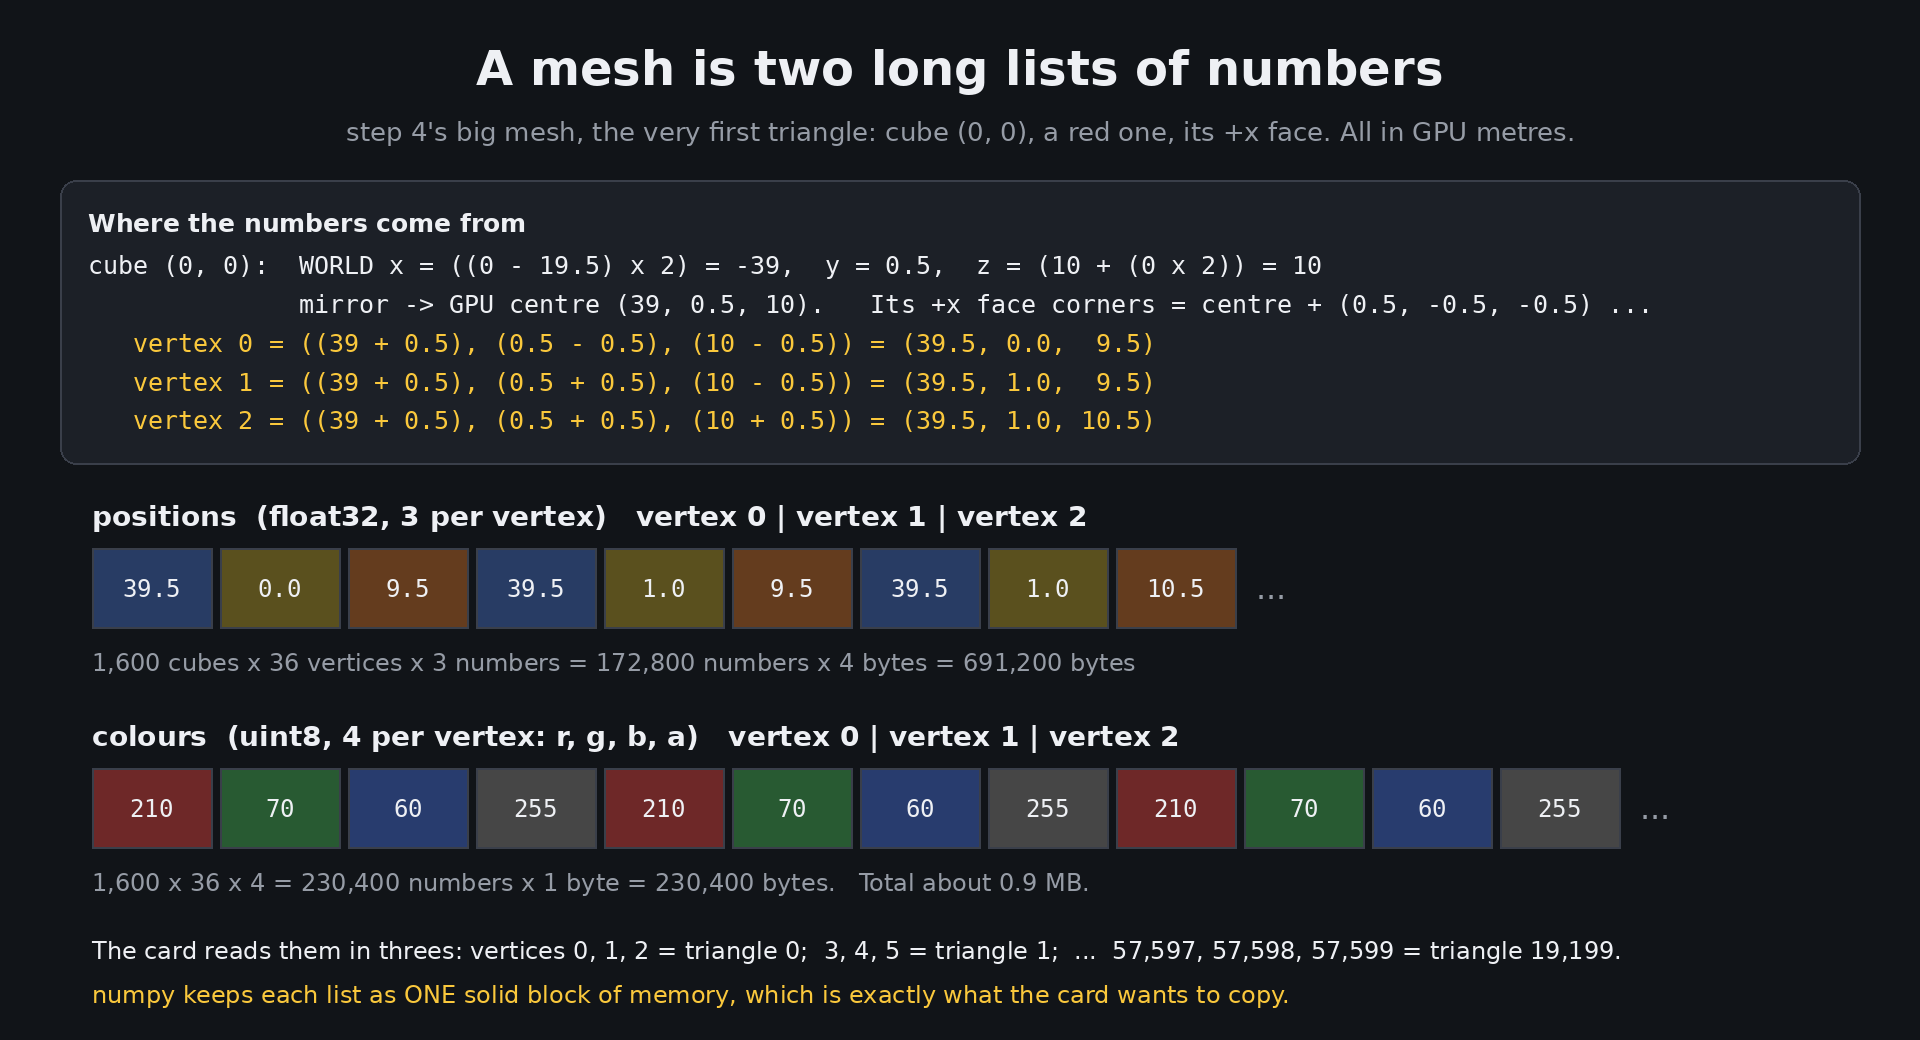 A mesh is two long lists of numbers
step 4's big mesh, the very first triangle: cube (0, 0), a red one, its +x face. All in GPU metres.
Where the numbers come from
cube (0, 0):  WORLD x = ((0 - 19.5) x 2) = -39,  y = 0.5,  z = (10 + (0 x 2)) = 10
mirror -> GPU centre (39, 0.5, 10).   Its +x face corners = centre + (0.5, -0.5, -0.5) ...
vertex 0 = ((39 + 0.5), (0.5 - 0.5), (10 - 0.5)) = (39.5, 0.0,  9.5)
vertex 1 = ((39 + 0.5), (0.5 + 0.5), (10 - 0.5)) = (39.5, 1.0,  9.5)
vertex 2 = ((39 + 0.5), (0.5 + 0.5), (10 + 0.5)) = (39.5, 1.0, 10.5)
positions  (float32, 3 per vertex)   vertex 0 | vertex 1 | vertex 2
39.5 0.0 9.5 39.5 1.0 9.5 39.5 1.0 10.5 ...
1,600 cubes x 36 vertices x 3 numbers = 172,800 numbers x 4 bytes = 691,200 bytes
colours  (uint8, 4 per vertex: r, g, b, a)   vertex 0 | vertex 1 | vertex 2
210 70 60 255 210 70 60 255 210 70 60 255 ...
1,600 x 36 x 4 = 230,400 numbers x 1 byte = 230,400 bytes.   Total about 0.9 MB.
The card reads them in threes: vertices 0, 1, 2 = triangle 0;  3, 4, 5 = triangle 1;  ...  57,597, 57,598, 57,599 = triangle 19,199.
numpy keeps each list as ONE solid block of memory, which is exactly what the card wants to copy.